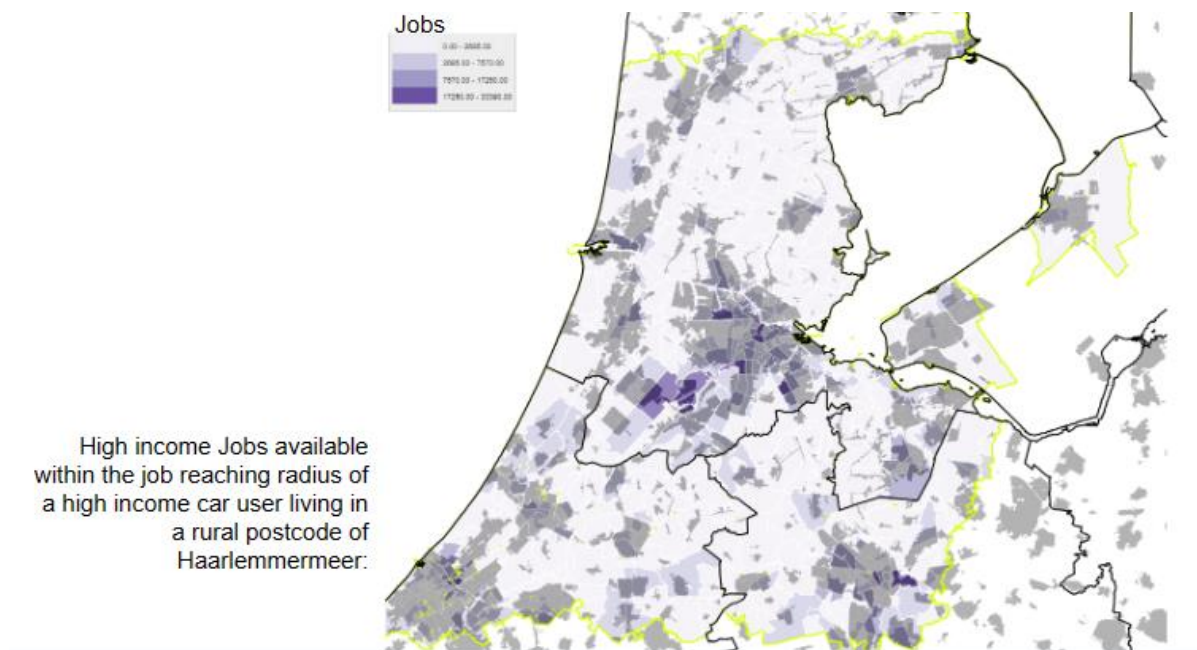 Jobs
High income Jobs available
within the job reaching radius of
a high income car user living in
a rural postcode of
Haarlemmermeer: